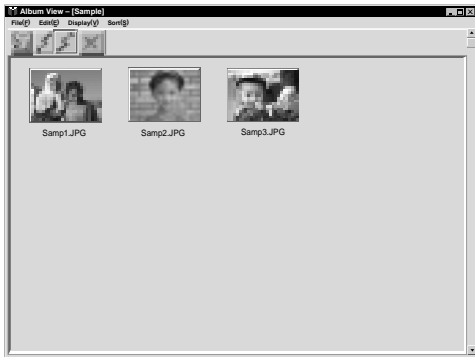 Album View – [Sample]
File(F) Edit(E) Display(V) Sort(S)
Samp1.JPG Samp2.JPG Samp3.JPG